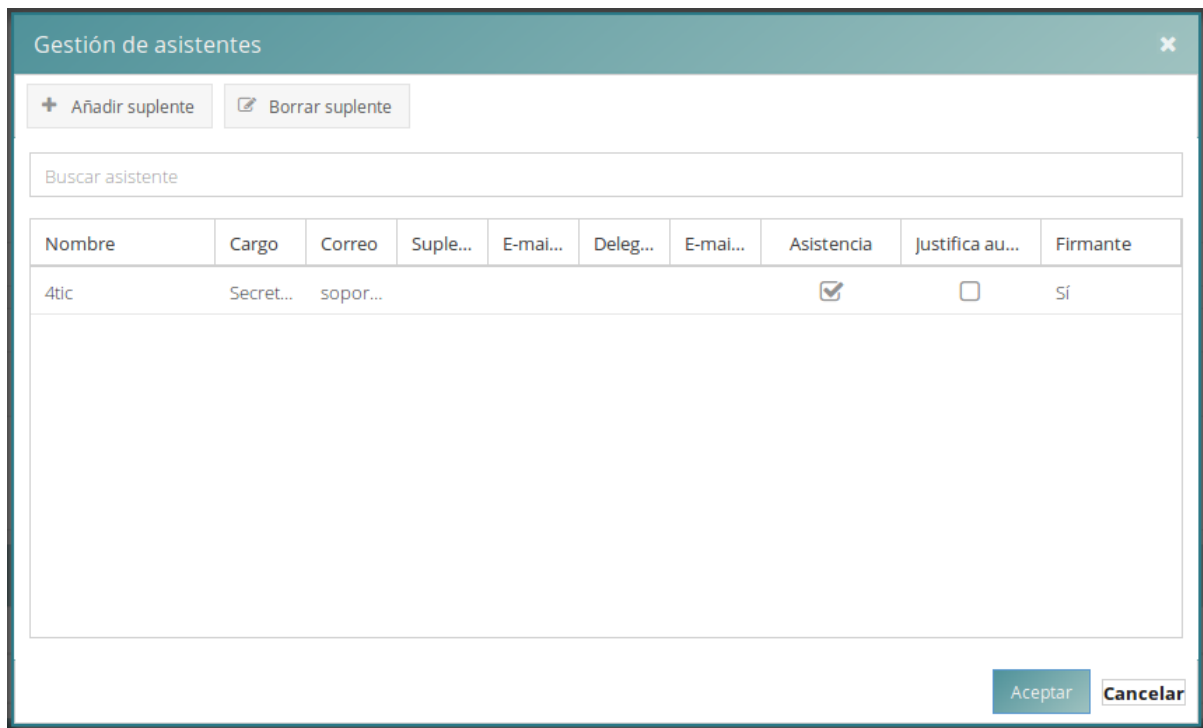 Gestión de asistentes
Añadir suplente Borrar suplente
Buscar asistente
Nombre Cargo Correo Suple... E-mai... Deleg... E-mai... Asistencia Justifica au... Firmante
4tic Secret... sopor... Sí
Aceptar Cancelar